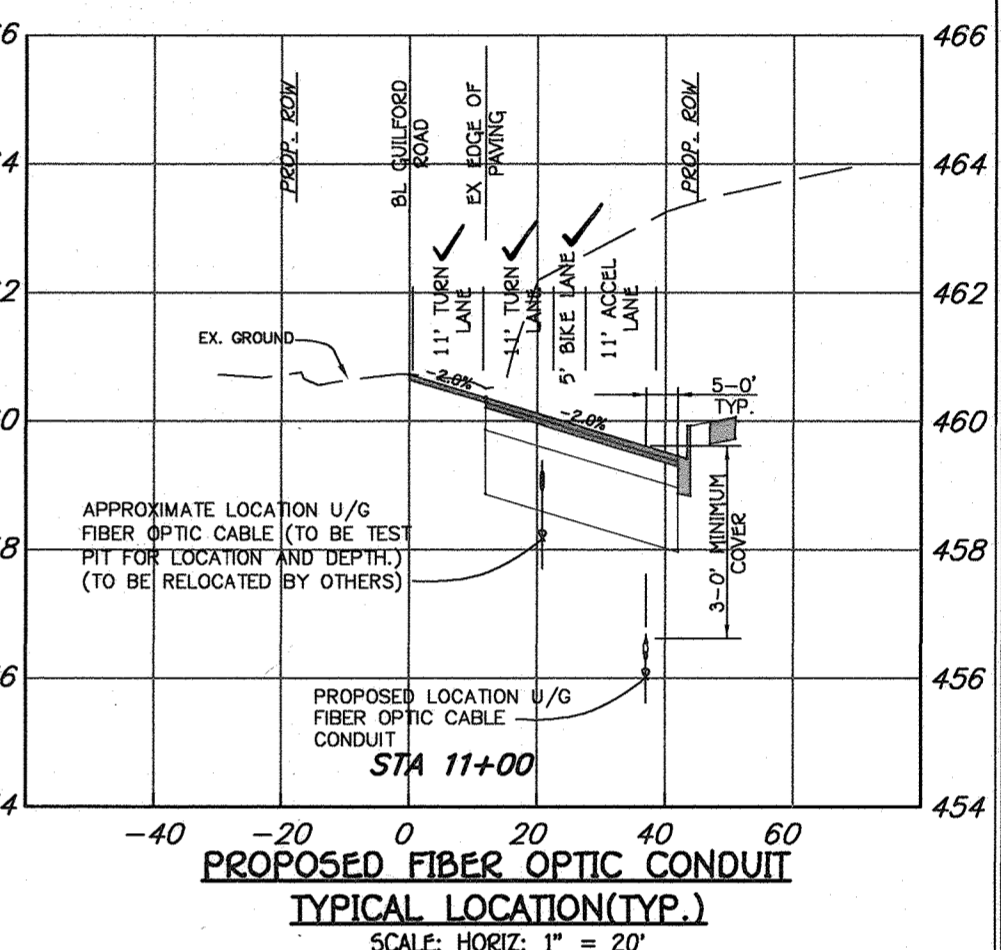 466
464
462
460
458
456
454
PROP. ROW
BL GUILFORD
ROAD
EX EDGE OF
PAVING
PROP. ROW
11' TURN
LANE
11' TURN
LANE
5' BIKE LANE
11' ACCEL
LANE
EX. GROUND
-2.0%
-2.0%
5-0'
TYP.
3-0' MINIMUM
COVER
APPROXIMATE LOCATION U/G
FIBER OPTIC CABLE (TO BE TEST
PIT FOR LOCATION AND DEPTH.)
(TO BE RELOCATED BY OTHERS)
PROPOSED LOCATION U/G
FIBER OPTIC CABLE
CONDUIT
STA 11+00
-40 -20 0 20 40 60
PROPOSED FIBER OPTIC CONDUIT
TYPICAL LOCATION(TYP.)
SCALE: HORIZ: 1" = 20'